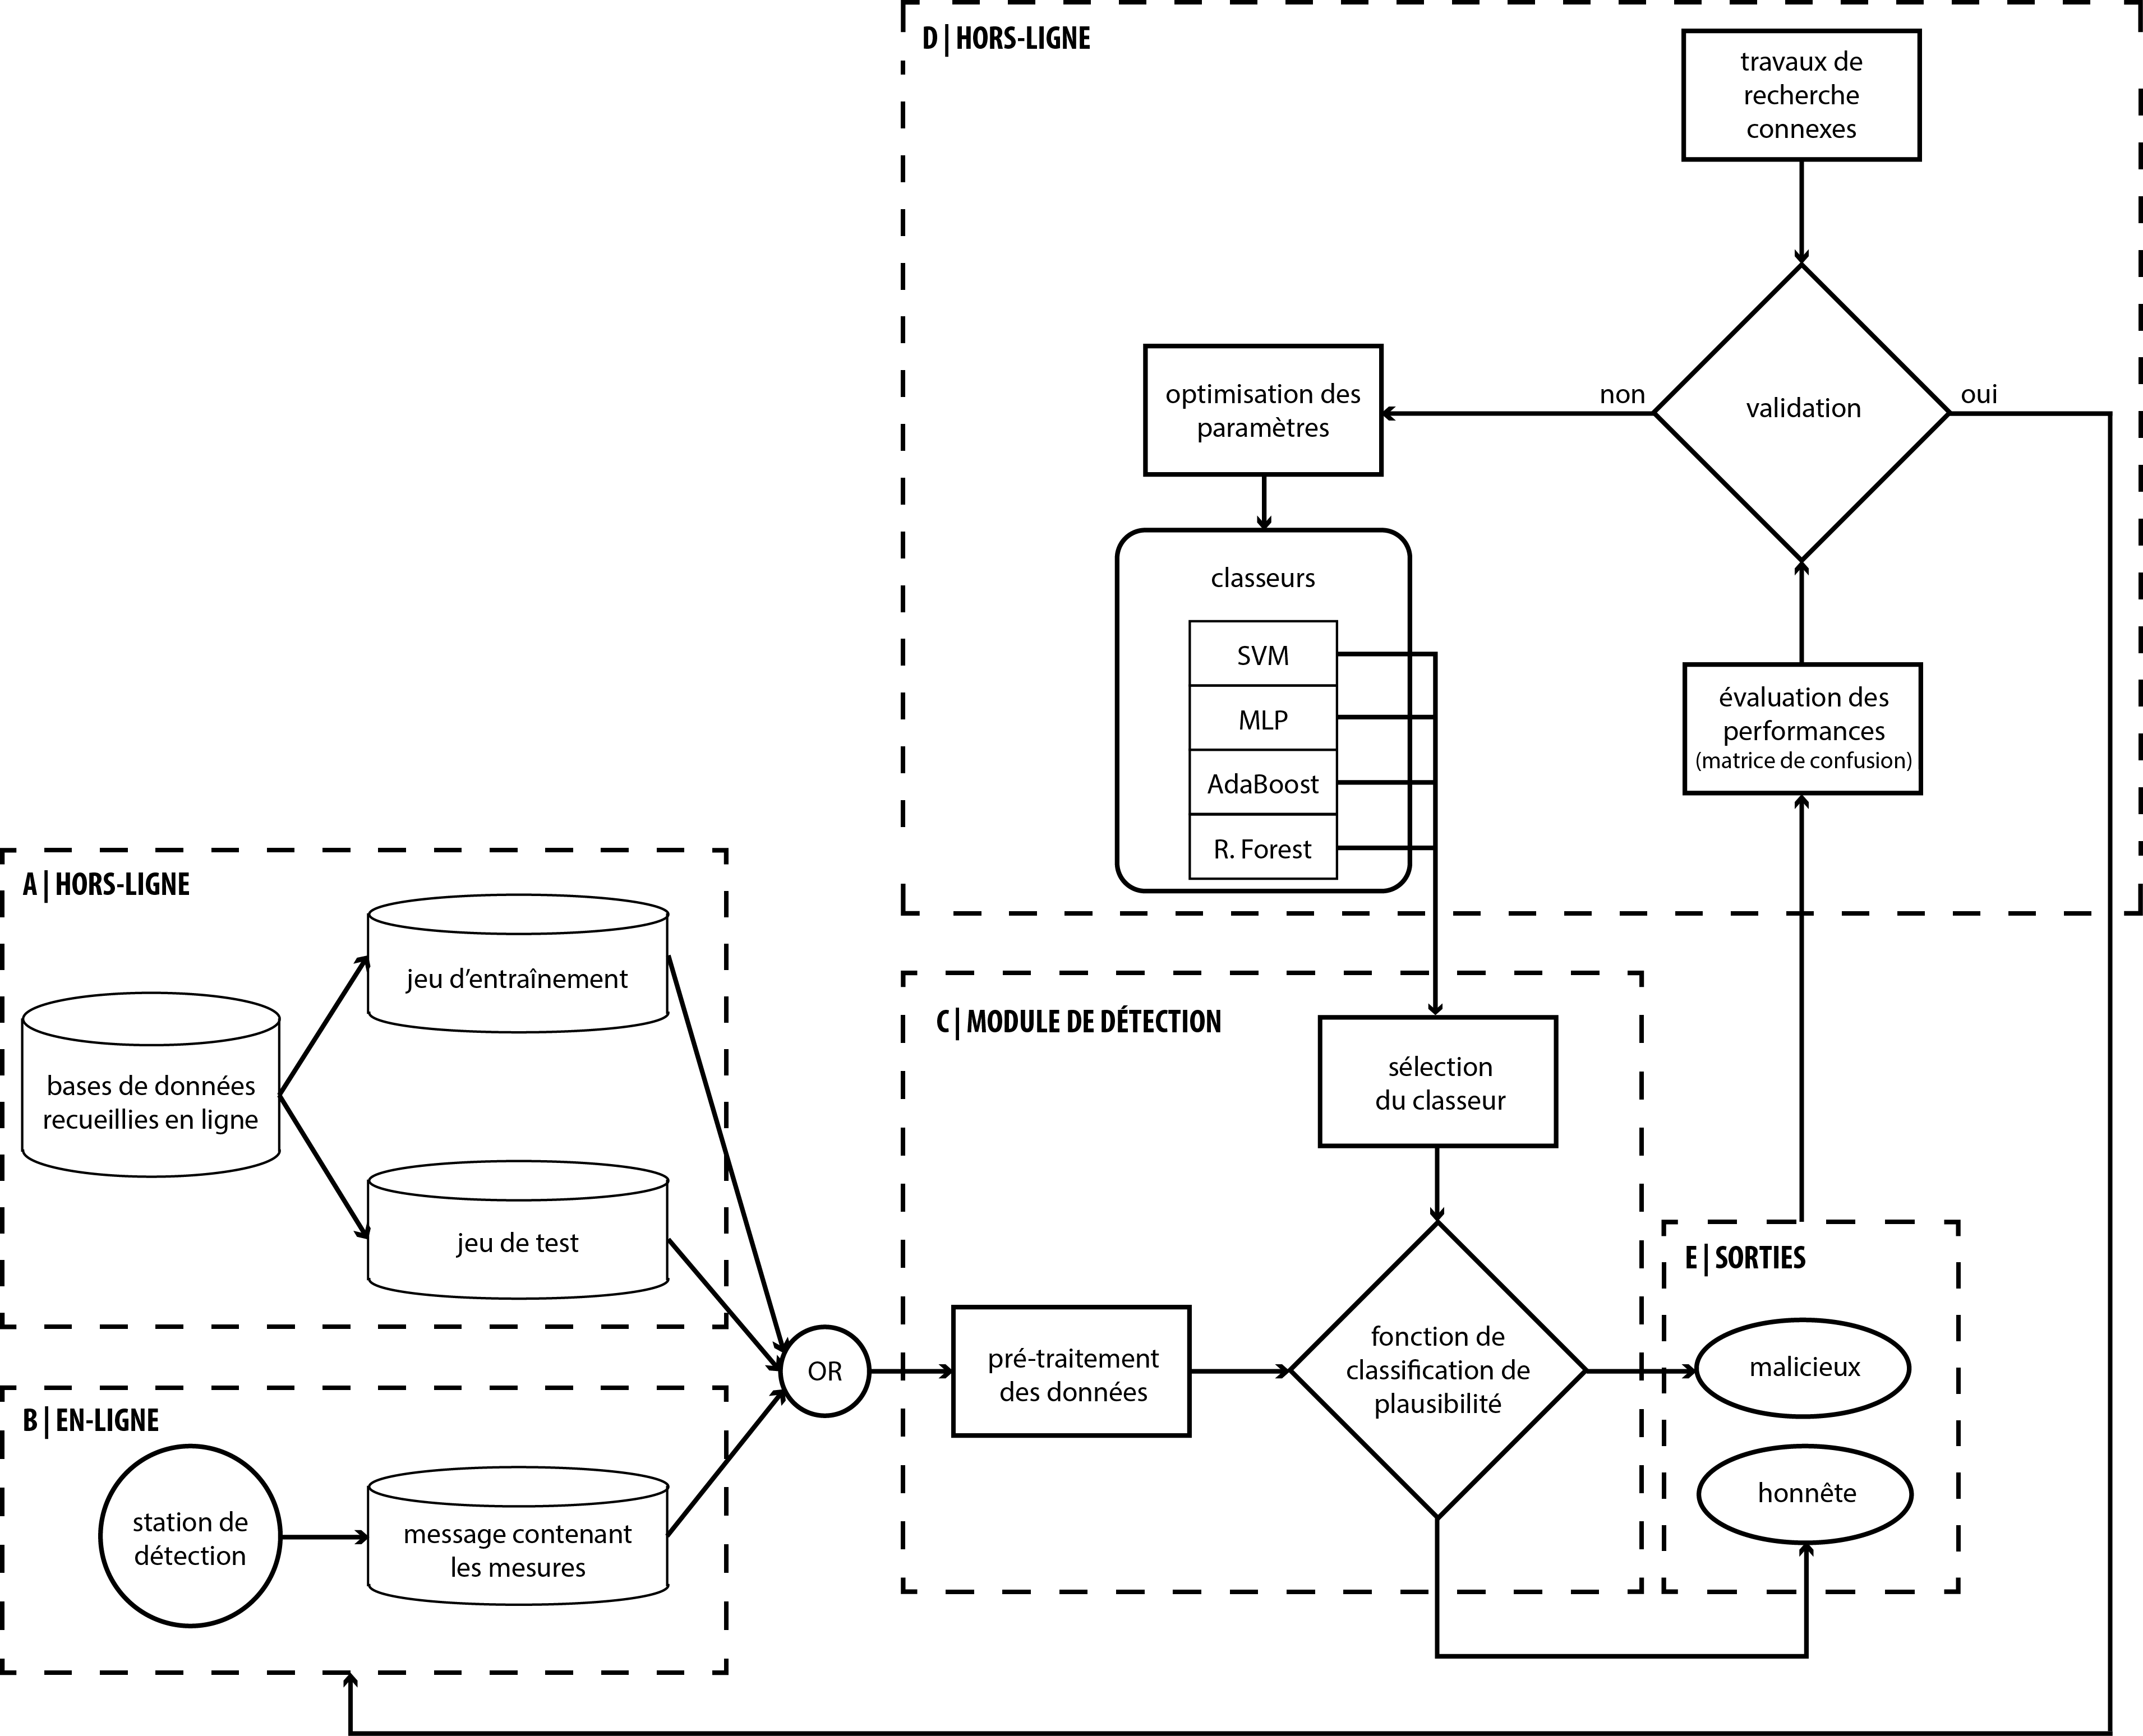 D | HORS-LIGNE
travaux de
recherche
connexes
optimisation des
paramètres
non
validation
oui
classeurs
SVM
MLP
AdaBoost
R. Forest
évaluation des
performances
(matrice de confusion)
A | HORS-LIGNE
jeu d'entraînement
bases de données
recueillies en ligne
jeu de test
B | EN-LIGNE
station de
détection
message contenant
les mesures
OR
C | MODULE DE DÉTECTION
sélection
du classeur
pré-traitement
des données
fonction de
classification de
plausibilité
E | SORTIES
malicieux
honnête